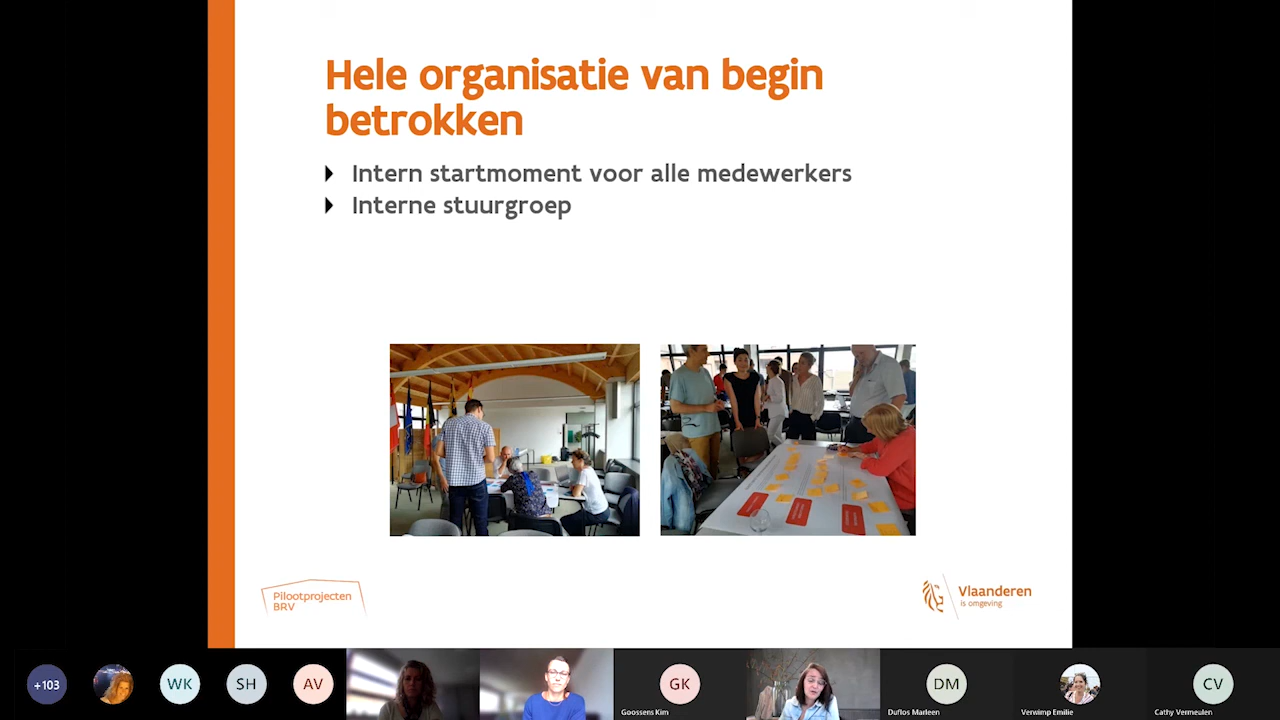 Hele organisatie van begin
betrokken
Intern startmoment voor alle medewerkers
Interne stuurgroep
Pilootprojecten
BRV
Vlaanderen
is omgeving
+103
WK
SH
AV
GK
Goossens Kim
DM
Duflos Marleen
Verwimp Emilie
CV
Cathy Vermeulen